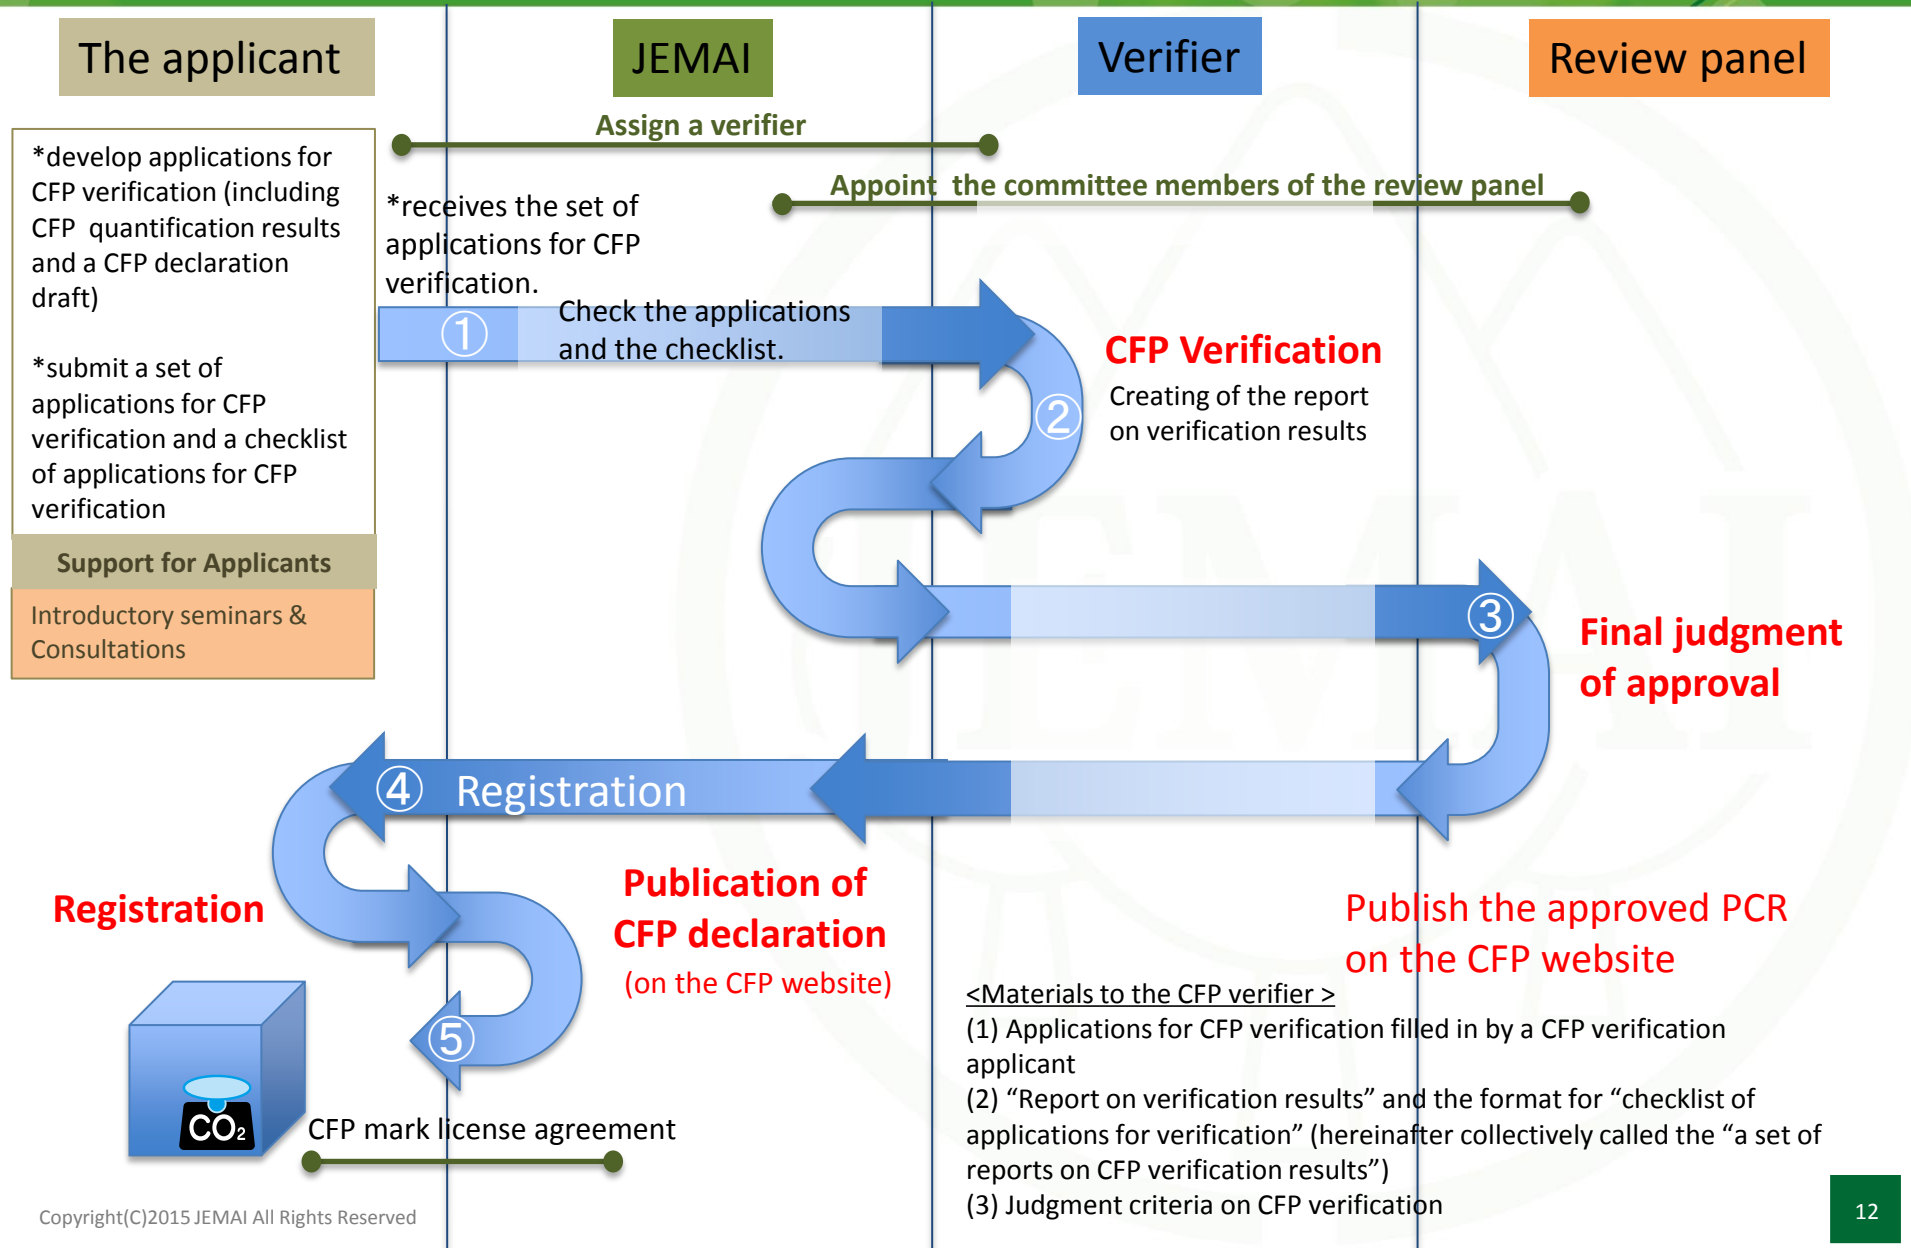 The applicant
JEMAI
Verifier
Review panel
Assign a verifier
Appoint the committee members of the review panel
*develop applications for
CFP verification (including
CFP quantification results
and a CFP declaration
draft)
*submit a set of
applications for CFP
verification and a checklist
of applications for CFP
verification
Support for Applicants
Introductory seminars &
Consultations
*receives the set of
applications for CFP
verification.
①
Check the applications
and the checklist.
②
CFP Verification
Creating of the report
on verification results
③
Final judgment
of approval
④ Registration
Registration
Publication of
CFP declaration
(on the CFP website)
⑤
Publish the approved PCR
on the CFP website
<Materials to the CFP verifier >
(1) Applications for CFP verification filled in by a CFP verification
applicant
(2) “Report on verification results” and the format for “checklist of
applications for verification” (hereinafter collectively called the “a set of
reports on CFP verification results”)
(3) Judgment criteria on CFP verification
CO2
CFP mark license agreement
Copyright(C)2015 JEMAI All Rights Reserved
12
JEMAI